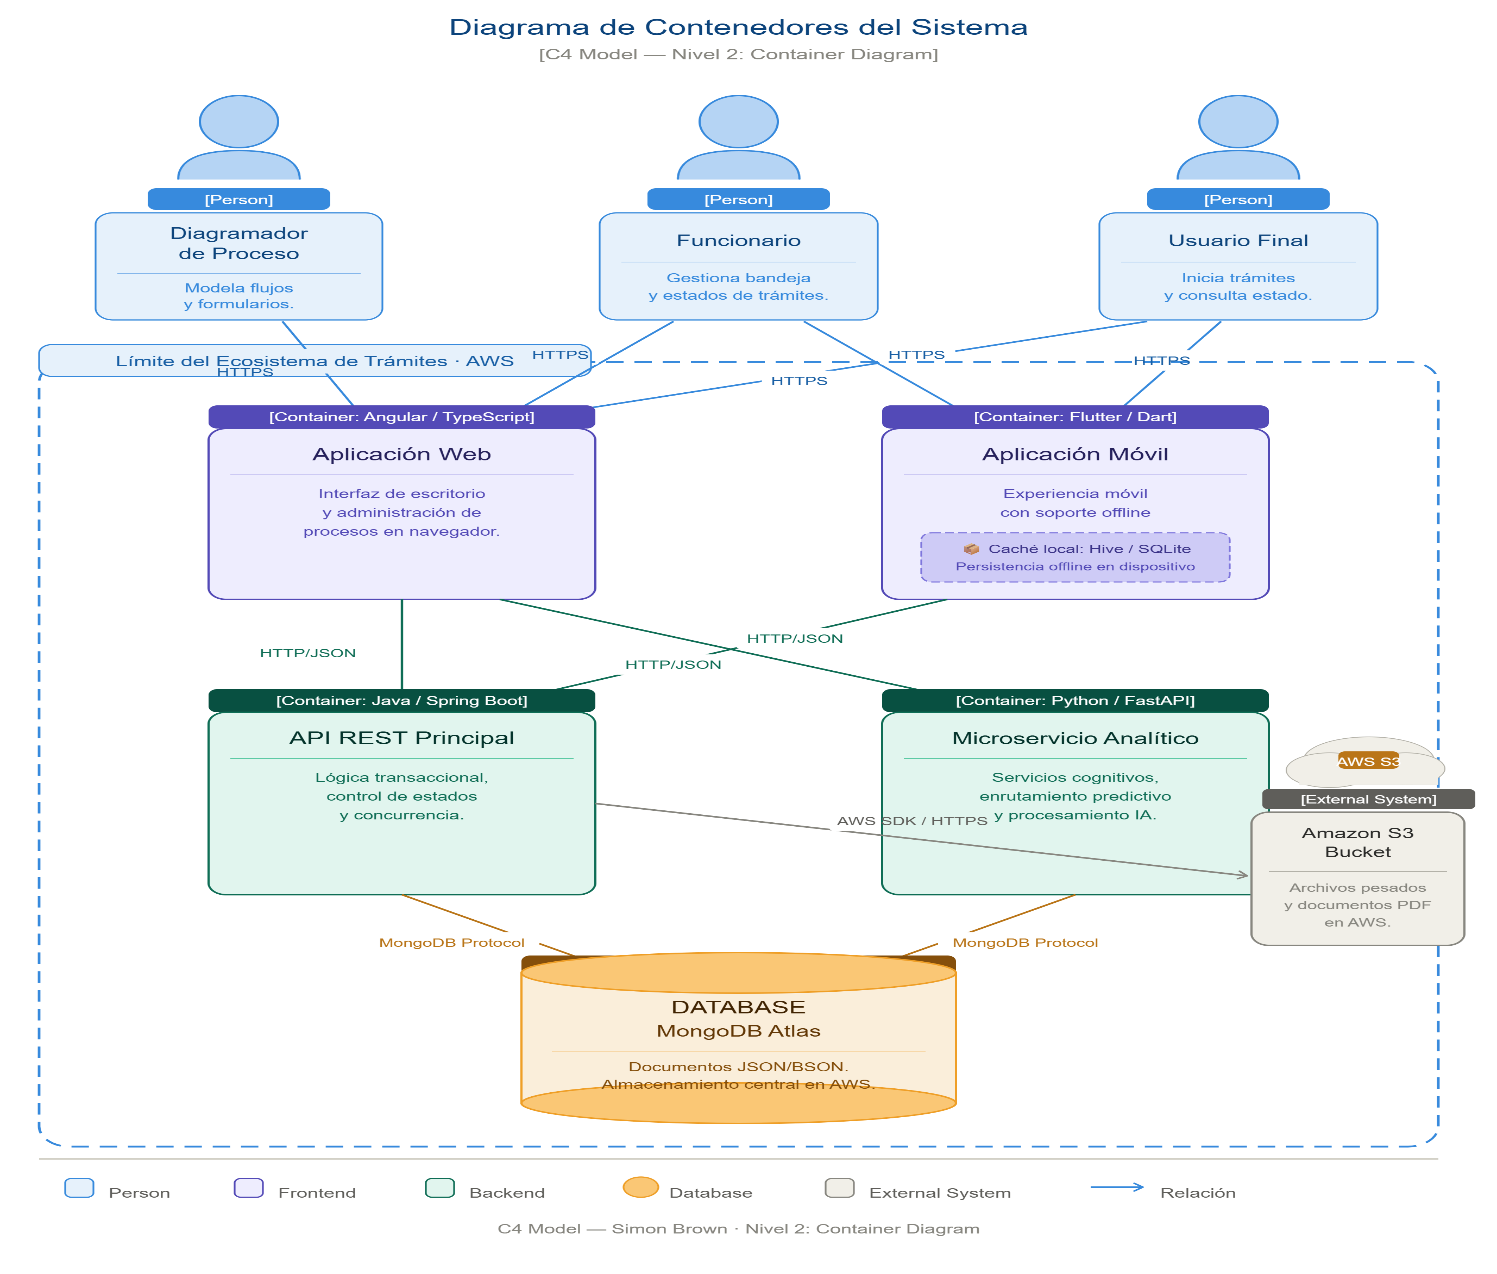 Diagrama de Contenedores del Sistema
[C4 Model — Nivel 2: Container Diagram]
[Person]
Diagramador
de Proceso
Modela flujos
y formularios.
[Person]
Funcionario
Gestiona bandeja
y estados de trámites.
[Person]
Usuario Final
Inicia trámites
y consulta estado.
Límite del Ecosistema de Trámites · AWS
HTTPS
HTTPS
HTTPS
HTTPS
HTTPS
[Container: Angular / TypeScript]
Aplicación Web
Interfaz de escritorio
y administración de
procesos en navegador.
[Container: Flutter / Dart]
Aplicación Móvil
Experiencia móvil
con soporte offline
Caché local: Hive / SQLite
Persistencia offline en dispositivo
HTTP/JSON
HTTP/JSON
HTTP/JSON
[Container: Java / Spring Boot]
API REST Principal
Lógica transaccional,
control de estados
y concurrencia.
[Container: Python / FastAPI]
Microservicio Analítico
Servicios cognitivos,
enrutamiento predictivo
y procesamiento IA.
AWS SDK / HTTPS
AWS S3
[External System]
Amazon S3
Bucket
Archivos pesados
y documentos PDF
en AWS.
MongoDB Protocol
MongoDB Protocol
DATABASE
MongoDB Atlas
Documentos JSON/BSON.
Almacenamiento central en AWS.
Person
Frontend
Backend
Database
External System
Relación
C4 Model — Simon Brown · Nivel 2: Container Diagram